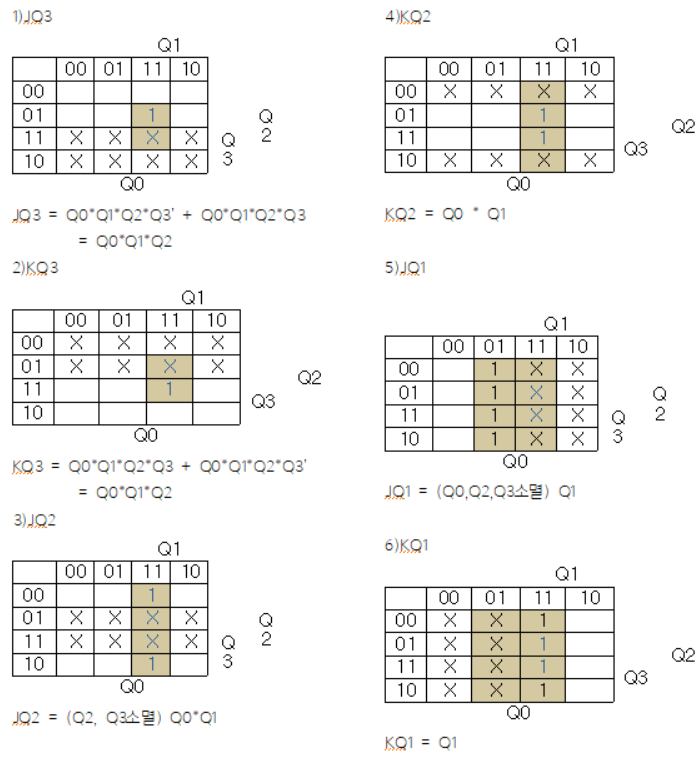 1)JQ3
Q1
00 01 11 10
00
01 1
11 X X X X
10 X X X X
Q3
Q2
Q0
JQ3 = Q0*Q1*Q2*Q3' + Q0*Q1*Q2*Q3
= Q0*Q1*Q2
2)KQ3
Q1
00 01 11 10
00 X X X X
01 X X X X
11 1
10
Q3
Q2
Q0
KQ3 = Q0*Q1*Q2*Q3 + Q0*Q1*Q2*Q3'
= Q0*Q1*Q2
3)JQ2
Q1
00 01 11 10
00 1
01 X X X X
11 X X X X
10 1
Q3
Q2
Q0
JQ2 = (Q2, Q3소멸) Q0*Q1
4)KQ2
Q1
00 01 11 10
00 X X X X
01 1
11 1
10 X X X X
Q3
Q2
Q0
KQ2 = Q0 * Q1
5)JQ1
Q1
00 01 11 10
00 1 X X
01 1 X X
11 1 X X
10 1 X X
Q3
Q2
Q0
JQ1 = (Q0,Q2,Q3소멸) Q1
6)KQ1
Q1
00 01 11 10
00 X X 1
01 X X 1
11 X X 1
10 X X 1
Q3
Q2
Q0
KQ1 = Q1